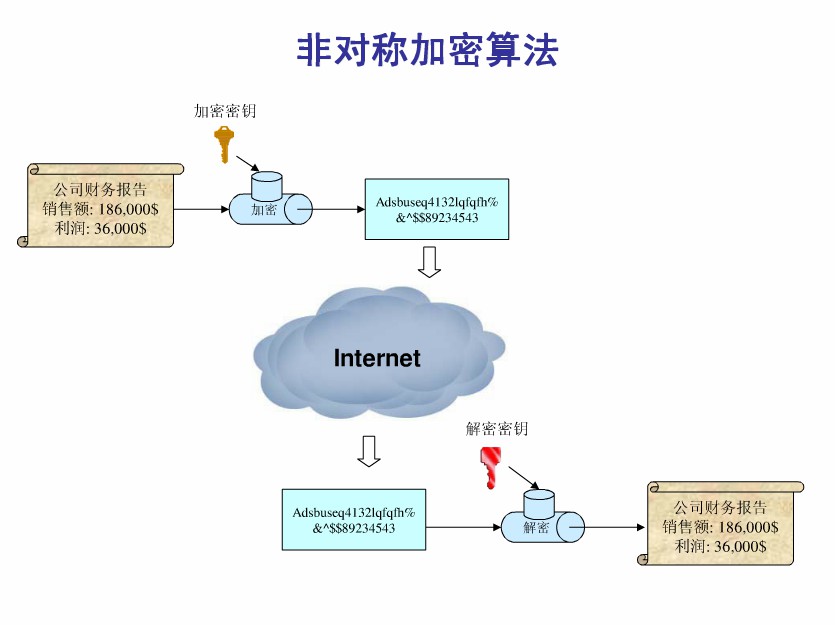 非对称加密算法
加密密钥
公司财务报告
销售额: 186,000$
利润: 36,000$
加密
Adsbuseq4132lqfqfh%
&^$$89234543
Internet
解密密钥
Adsbuseq4132lqfqfh%
&^$$89234543
解密
公司财务报告
销售额: 186,000$
利润: 36,000$